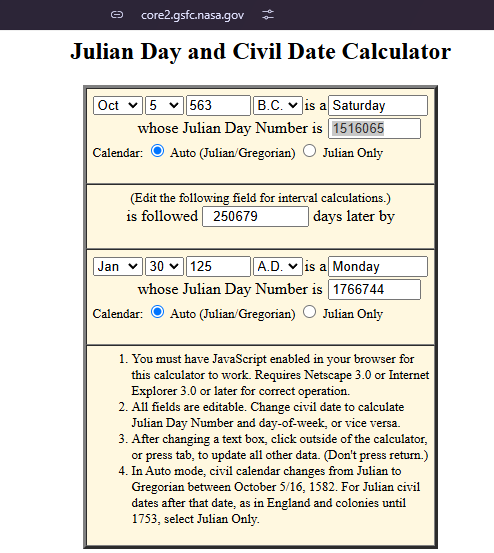 core2.gsfc.nasa.gov
Julian Day and Civil Date Calculator
Oct 5 563 B.C. is a Saturday
whose Julian Day Number is 1516065
Calendar: Auto (Julian/Gregorian) Julian Only
(Edit the following field for interval calculations.)
is followed 250679 days later by
Jan 30 125 A.D. is a Monday
whose Julian Day Number is 1766744
Calendar: Auto (Julian/Gregorian) Julian Only
1. You must have JavaScript enabled in your browser for
this calculator to work. Requires Netscape 3.0 or Internet
Explorer 3.0 or later for correct operation.
2. All fields are editable. Change civil date to calculate
Julian Day Number and day-of-week, or vice versa.
3. After changing a text box, click outside of the calculator,
or press tab, to update all other data. (Don't press return.)
4. In Auto mode, civil calendar changes from Julian to
Gregorian between October 5/16, 1582. For Julian civil
dates after that date, as in England and colonies until
1753, select Julian Only.